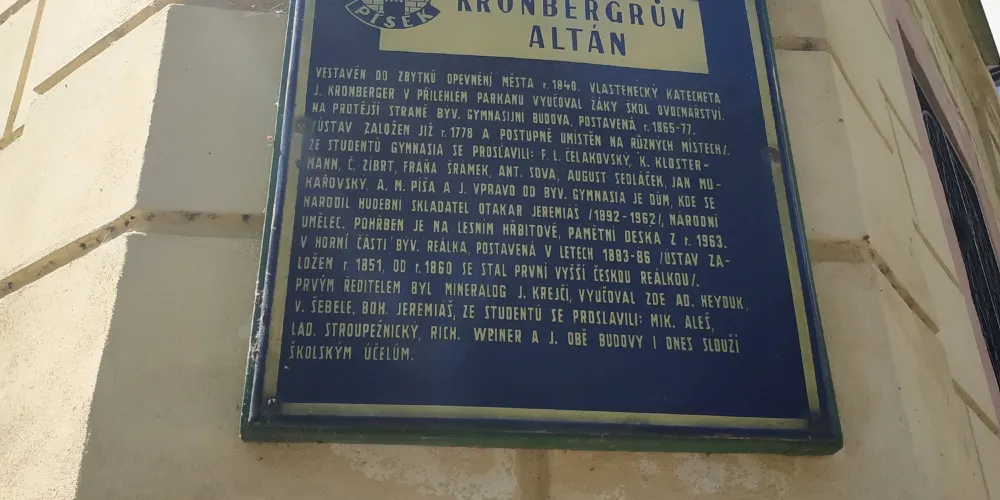 PÍSEK
KRONBERGRŮV
ALTÁN
VESTAVĚN DO ZBYTKŮ OPEVNĚNÍ MĚSTA r. 1840. VLASTENECKÝ KATECHETA
J. KRONBERGER V PŘILEHLEM PARKÁNU VYUČOVAL ŽÁKY ŠKOL OVOCNÁŘSTVÍ.
NA PROTĚJŠÍ STRANĚ BÝV. GYMNASIJNÍ BUDOVA, POSTAVENÁ r. 1865-77.
/ÚSTAV ZALOŽEN JIŽ r. 1778 A POSTUPNĚ UMÍSTĚN NA RŮZNÝCH MÍSTECH/.
ZE STUDENTŮ GYMNASIA SE PROSLAVILI: F. L. ČELAKOVSKÝ, K. KLOSTER-
MANN, Č. ZÍBRT, FRÁŇA ŠRÁMEK, ANT. SOVA, AUGUST SEDLÁČEK, JAN MU-
KAŘOVSKÝ, A. M. PÍŠA A J. VPRAVO OD BÝV. GYMNASIA JE DŮM, KDE SE
NARODIL HUDEBNÍ SKLADATEL OTAKAR JEREMIÁŠ /1892-1962/, NÁRODNÍ
UMĚLEC. POHŘBEN JE NA LESNÍM HŘBITOVĚ, PAMĚTNÍ DESKA Z r. 1963.
V HORNÍ ČÁSTI BÝV. REÁLKA, POSTAVENÁ V LETECH 1883-86 /ÚSTAV ZA-
LOŽEN r. 1851, OD r. 1860 SE STAL PRVNÍ VYŠŠÍ ČESKOU REÁLKOU/.
PRVÝM ŘEDITELEM BYL MINERALOG J. KREJČÍ, VYUČOVAL ZDE AD. HEYDUK,
V. ŠEBELE, BOH. JEREMIÁŠ, ZE STUDENTŮ SE PROSLAVILI: MIK. ALEŠ,
LAD. STROUPEŽNICKÝ, RICH. WEINER A J. OBĚ BUDOVY I DNES SLOUŽÍ
ŠKOLSKÝM ÚČELŮM.